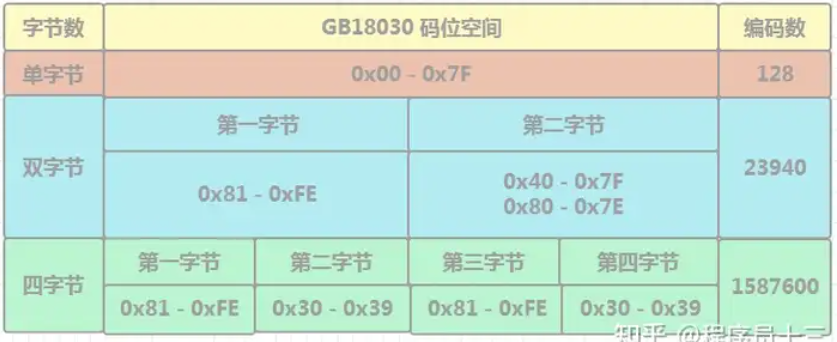 字节数 GB18030 码位空间 编码数
单字节 0x00 - 0x7F 128
双字节 第一字节 第二字节 23940
0x81 - 0xFE 0x40 - 0x7F
0x80 - 0x7E
四字节 第一字节 第二字节 第三字节 第四字节 1587600
0x81 - 0xFE 0x30 - 0x39 0x81 - 0xFE 0x30 - 0x39
知乎 @程序员十三